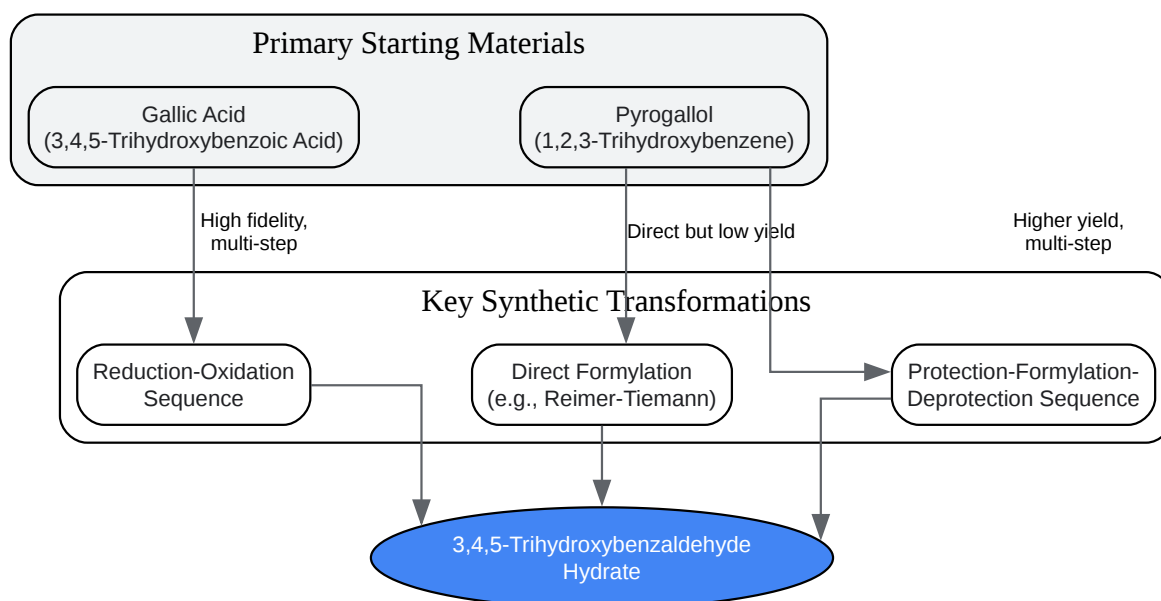 Primary Starting Materials
Gallic Acid
(3,4,5-Trihydroxybenzoic Acid)
Pyrogallol
(1,2,3-Trihydroxybenzene)
High fidelity,
multi-step
Direct but low yield
Higher yield,
multi-step
Key Synthetic Transformations
Reduction-Oxidation
Sequence
Direct Formylation
(e.g., Reimer-Tiemann)
Protection-Formylation-
Deprotection Sequence
3,4,5-Trihydroxybenzaldehyde
Hydrate